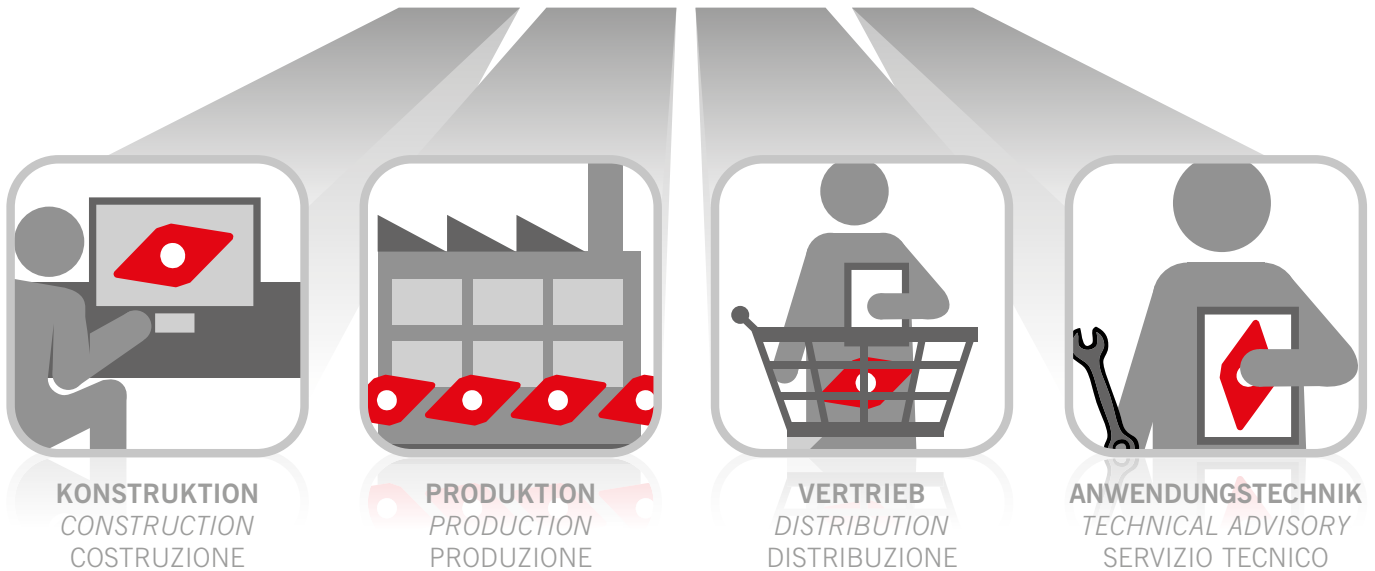 KONSTRUKTION
CONSTRUCTION
COSTRUZIONE
PRODUKTION
PRODUCTION
PRODUZIONE
VERTRIEB
DISTRIBUTION
DISTRIBUZIONE
ANWENDUNGSTECHNIK
TECHNICAL ADVISORY
SERVIZIO TECNICO